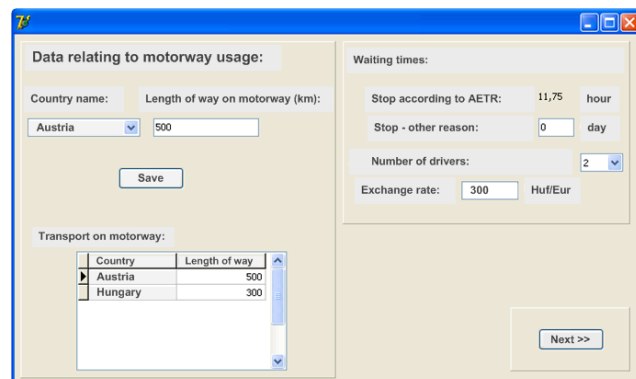 Data relating to motorway usage:
Country name: Length of way on motorway (km):
Austria 500
Save
Transport on motorway:
Country Length of way
Austria 500
Hungary 300
Waiting times:
Stop according to AETR: 11,75 hour
Stop - other reason: 0 day
Number of drivers: 2
Exchange rate: 300 Huf/Eur
Next >>